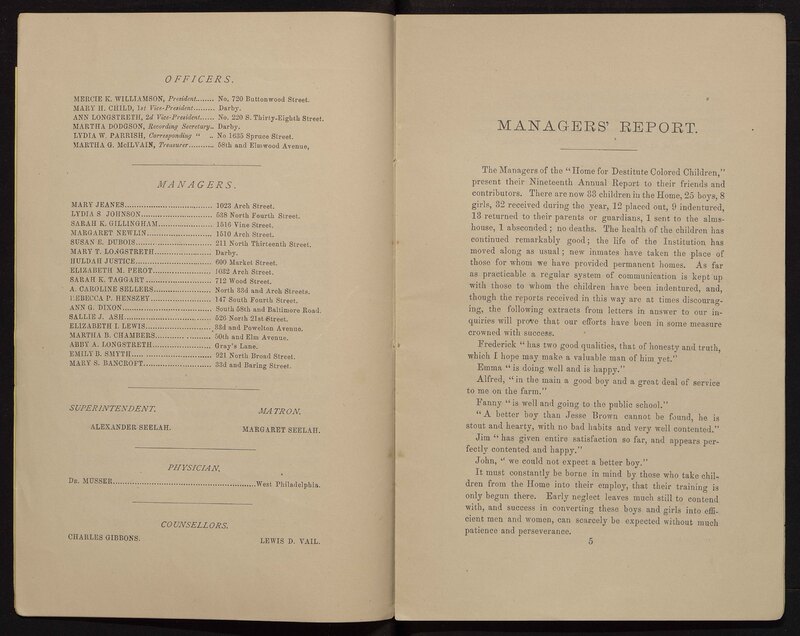 OFFICERS.
MERCIE K. WILLIAMSON, President....... No. 720 Buttonwood Street.
MARY H. CHILD, 1st Vice-President......... Darby.
ANN LONGSTRETH, 2d Vice-President...... No. 220 S. Thirty-Eighth Street.
MARTHA DODGSON, Recording Secretary.. Darby.
LYDIA W. PARRISH, Corresponding " .. No 1635 Spruce Street.
MARTHA G. McILVAIN, Treasurer........... 58th and Elmwood Avenue,
MANAGERS.
MARY JEANES................................... 1023 Arch Street.
LYDIA S JOHNSON......................... 538 North Fourth Street.
SARAH K. GILLINGHAM................... 1516 Vine Street.
MARGARET NEWLIN....................... 1510 Arch Street.
SUSAN E. DUBOIS........................... 211 North Thirteenth Street.
MARY T. LONGSTRETH.................... Darby.
HULDAH JUSTICE........................... 600 Market Street.
ELIZABETH M. PEROT..................... 1032 Arch Street.
SARAH K. TAGGART....................... 712 Wood Street.
A. CAROLINE SELLERS.................... North 33d and Arch Streets.
REBECCA P. HENSZEY..................... 147 South Fourth Street.
ANN G. DIXON............................... South 58th and Baltimore Road.
SALLIE J. ASH............................... 526 North 21st Street.
ELIZABETH I. LEWIS....................... 33d and Powelton Avenue.
MARTHA B. CHAMBERS.................. 50th and Elm Avenue.
ABBY A. LONGSTRETH..................... Gray's Lane.
EMILY B. SMYTH............................. 921 North Broad Street.
MARY S. BANCROFT........................ 33d and Baring Street.
SUPERINTENDENT. MATRON.
ALEXANDER SEELAH. MARGARET SEELAH.
PHYSICIAN,
DR. MUSSER...............................................West Philadelphia.
COUNSELLORS.
CHARLES GIBBONS. LEWIS D. VAIL.
MANAGERS' REPORT.
The Managers of the "Home for Destitute Colored Children,"
present their Nineteenth Annual Report to their friends and
contributors. There are now 33 children in the Home, 25 boys, 8
girls, 32 received during the year, 12 placed out, 9 indentured,
13 returned to their parents or guardians, 1 sent to the alms-
house, 1 absconded; no deaths. The health of the children has
continued remarkably good; the life of the Institution has
moved along as usual; new inmates have taken the place of
those for whom we have provided permanent homes. As far
as practicable a regular system of communication is kept up
with those to whom the children have been indentured, and,
though the reports received in this way are at times discourag-
ing, the following extracts from letters in answer to our in-
quiries will prove that our efforts have been in some measure
crowned with success.
Frederick "has two good qualities, that of honesty and truth,
which I hope may make a valuable man of him yet."
Emma "is doing well and is happy."
Alfred, "in the main a good boy and a great deal of service
to me on the farm."
Fanny "is well and going to the public school."
"A better boy than Jesse Brown cannot be found, he is
stout and hearty, with no bad habits and very well contented."
Jim "has given entire satisfaction so far, and appears per-
fectly contented and happy."
John, "we could not expect a better boy."
It must constantly be borne in mind by those who take chil-
dren from the Home into their employ, that their training is
only begun there. Early neglect leaves much still to contend
with, and success in converting these boys and girls into effi-
cient men and women, can scarcely be expected without much
patience and perseverance.
5